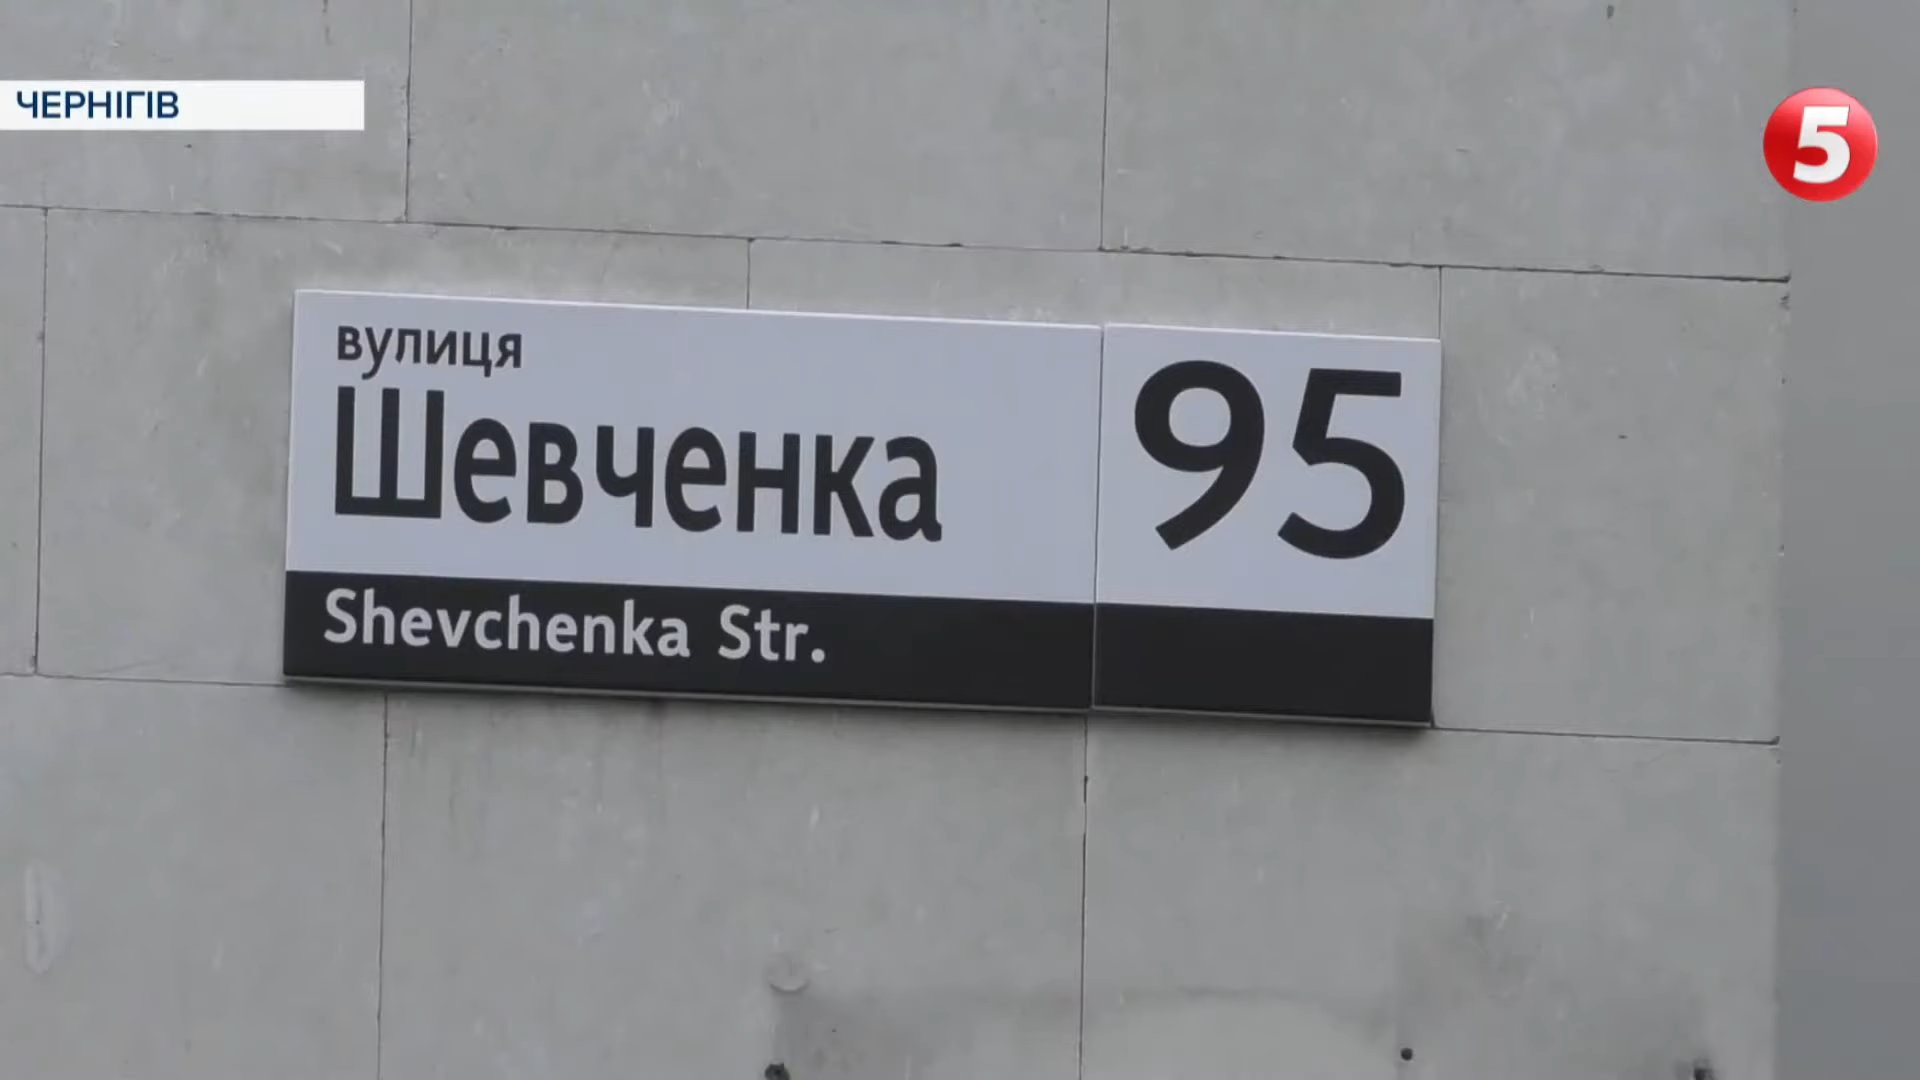 ЧЕРНІГІВ
5
вулиця
Шевченка
95
Shevchenka Str.